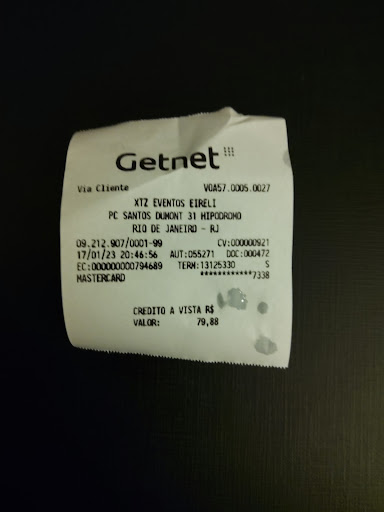 Getnet
Via Cliente VOA57.0005.0027
XTZ EVENTOS EIRELI
PC SANTOS DUMONT 31 HIPODROMO
RIO DE JANEIRO - RJ
09.212.907/0001-99 CV:000000921
17/01/23 20:46:56 AUT:055271 DOC:000472
EC:000000000794689 TERM:13125330 S
MASTERCARD ************7338
CREDITO A VISTA R$
VALOR: 79,88